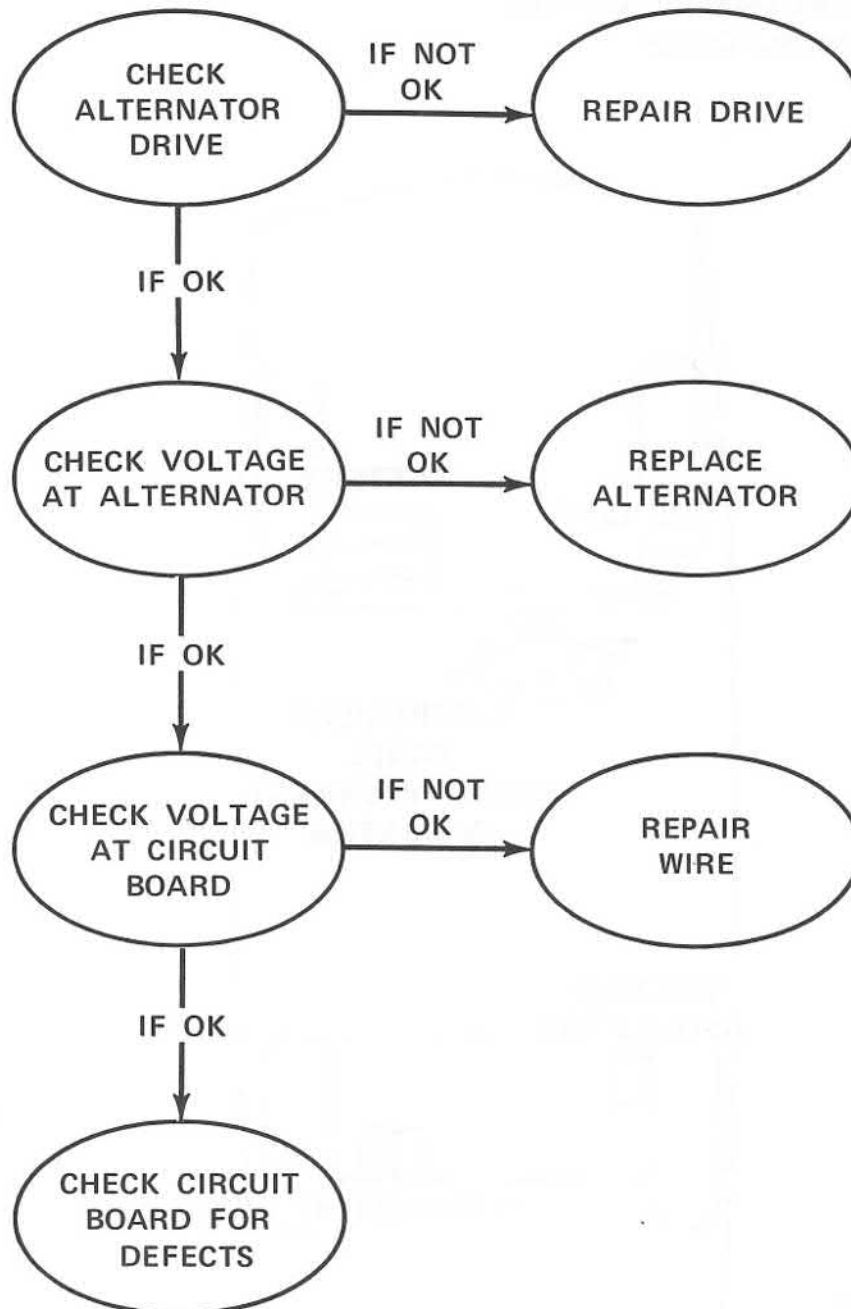 CHECK
ALTERNATOR
DRIVE
IF NOT
OK
REPAIR DRIVE
IF OK
CHECK VOLTAGE
AT ALTERNATOR
IF NOT
OK
REPLACE
ALTERNATOR
IF OK
CHECK VOLTAGE
AT CIRCUIT
BOARD
IF NOT
OK
REPAIR
WIRE
IF OK
CHECK CIRCUIT
BOARD FOR
DEFECTS